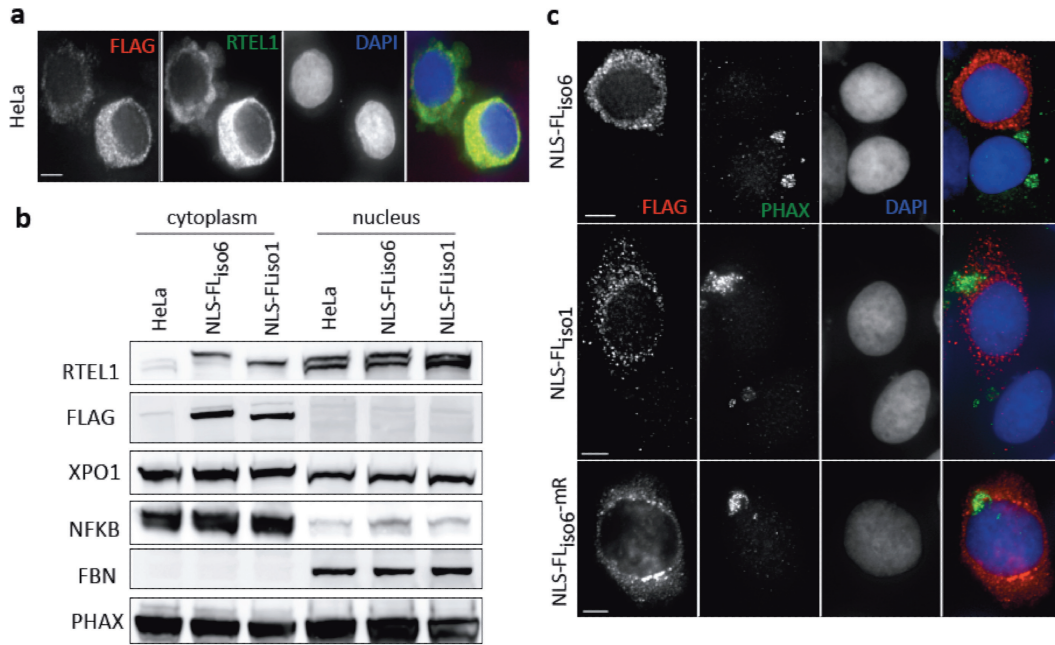 a
FLAG RTEL1 DAPI
HeLa
b
cytoplasm nucleus
HeLa NLS-FLiso6 NLS-FLiso1 HeLa NLS-FLiso6 NLS-FLiso1
RTEL1
FLAG
XPO1
NFKB
FBN
PHAX
c
NLS-FLiso6
FLAG PHAX DAPI
NLS-FLiso1
NLS-FLiso6-mR